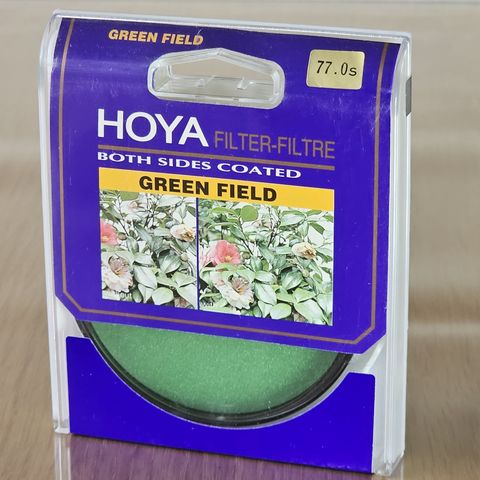 GREEN FIELD
77.0s
HOYA FILTER-FILTRE
BOTH SIDES COATED
GREEN FIELD